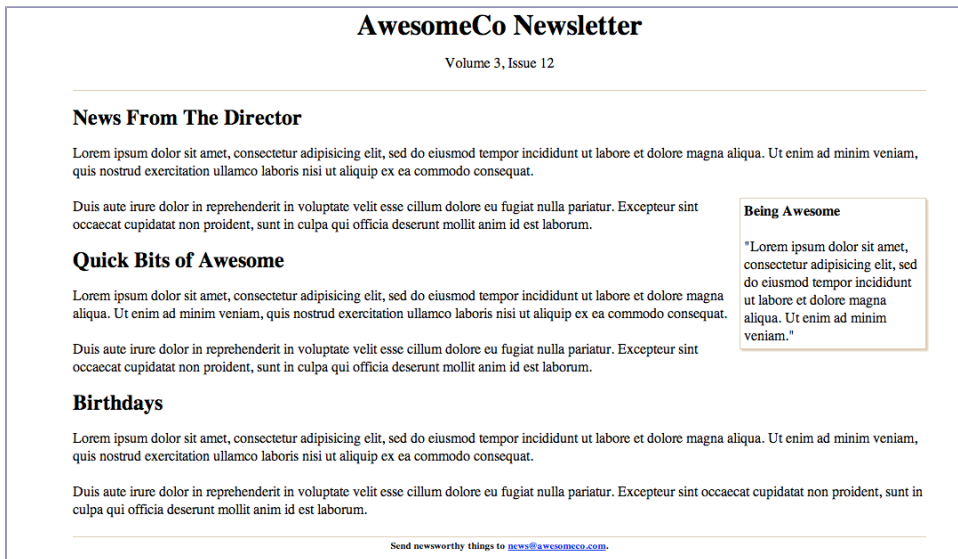 AwesomeCo Newsletter
Volume 3, Issue 12
News From The Director
Lorem ipsum dolor sit amet, consectetur adipisicing elit, sed do eiusmod tempor incididunt ut labore et dolore magna aliqua. Ut enim ad minim veniam,
quis nostrud exercitation ullamco laboris nisi ut aliquip ex ea commodo consequat.
Duis aute irure dolor in reprehenderit in voluptate velit esse cillum dolore eu fugiat nulla pariatur. Excepteur sint
occaecat cupidatat non proident, sunt in culpa qui officia deserunt mollit anim id est laborum.
Being Awesome
"Lorem ipsum dolor sit amet,
consectetur adipisicing elit, sed
do eiusmod tempor incididunt
ut labore et dolore magna
aliqua. Ut enim ad minim
veniam."
Quick Bits of Awesome
Lorem ipsum dolor sit amet, consectetur adipisicing elit, sed do eiusmod tempor incididunt ut labore et dolore magna
aliqua. Ut enim ad minim veniam, quis nostrud exercitation ullamco laboris nisi ut aliquip ex ea commodo consequat.
Duis aute irure dolor in reprehenderit in voluptate velit esse cillum dolore eu fugiat nulla pariatur. Excepteur sint
occaecat cupidatat non proident, sunt in culpa qui officia deserunt mollit anim id est laborum.
Birthdays
Lorem ipsum dolor sit amet, consectetur adipisicing elit, sed do eiusmod tempor incididunt ut labore et dolore magna aliqua. Ut enim ad minim veniam,
quis nostrud exercitation ullamco laboris nisi ut aliquip ex ea commodo consequat.
Duis aute irure dolor in reprehenderit in voluptate velit esse cillum dolore eu fugiat nulla pariatur. Excepteur sint occaecat cupidatat non proident, sunt in
culpa qui officia deserunt mollit anim id est laborum.
Send newsworthy things to news@awesomeco.com.